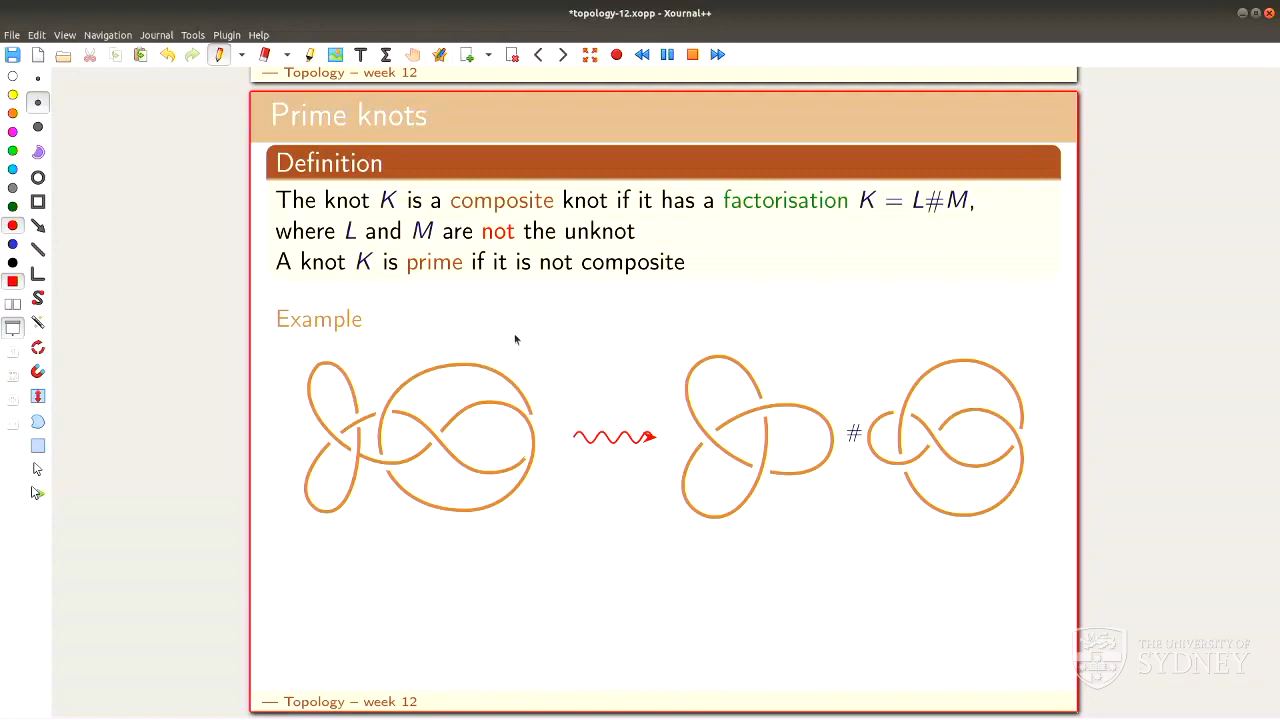 *topology-12.xopp - Xournal++
File Edit View Navigation Journal Tools Plugin Help
— Topology – week 12
Prime knots
Definition
The knot K is a composite knot if it has a factorisation K = L#M,
where L and M are not the unknot
A knot K is prime if it is not composite
Example
#
THE UNIVERSITY OF
SYDNEY
— Topology – week 12